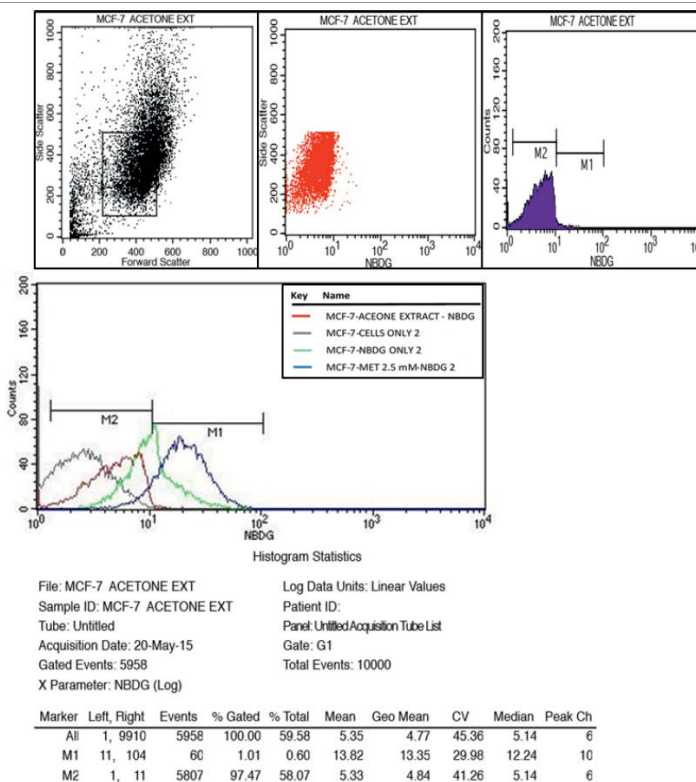 MCF-7 ACETONE EXT
1000
800
600
400
200
0
Side Scatter
0 200 400 600 800 1000
Forward Scatter
MCF-7 ACETONE EXT
1000
800
600
400
200
0
Side Scatter
10^0 10^1 10^2 10^3 10^4
NBDG
MCF-7 ACETONE EXT
200
160
120
80
40
0
Counts
M2
M1
10^0 10^1 10^2 10^3
NBDG
200
160
120
80
40
0
Counts
Key Name
MCF-7-ACEONE EXTRACT - NBDG
MCF-7-CELLS ONLY 2
MCF-7-NBDG ONLY 2
MCF-7-MET 2.5 mM-NBDG 2
M2
M1
10^0 10^1 10^2 10^3 10^4
NBDG
Histogram Statistics
File: MCF-7 ACETONE EXT Log Data Units: Linear Values
Sample ID: MCF-7 ACETONE EXT Patient ID:
Tube: Untitled Panel: Untitled Acquisition Tube List
Acquisition Date: 20-May-15 Gate: G1
Gated Events: 5958 Total Events: 10000
X Parameter: NBDG (Log)
Marker Left, Right Events % Gated % Total Mean Geo Mean CV Median Peak Ch
All 1, 9910 5958 100.00 59.58 5.35 4.77 45.36 5.14 6
M1 11, 104 60 1.01 0.60 13.82 13.35 29.98 12.24 10
M2 1, 11 5807 97.47 58.07 5.33 4.84 41.26 5.14 6